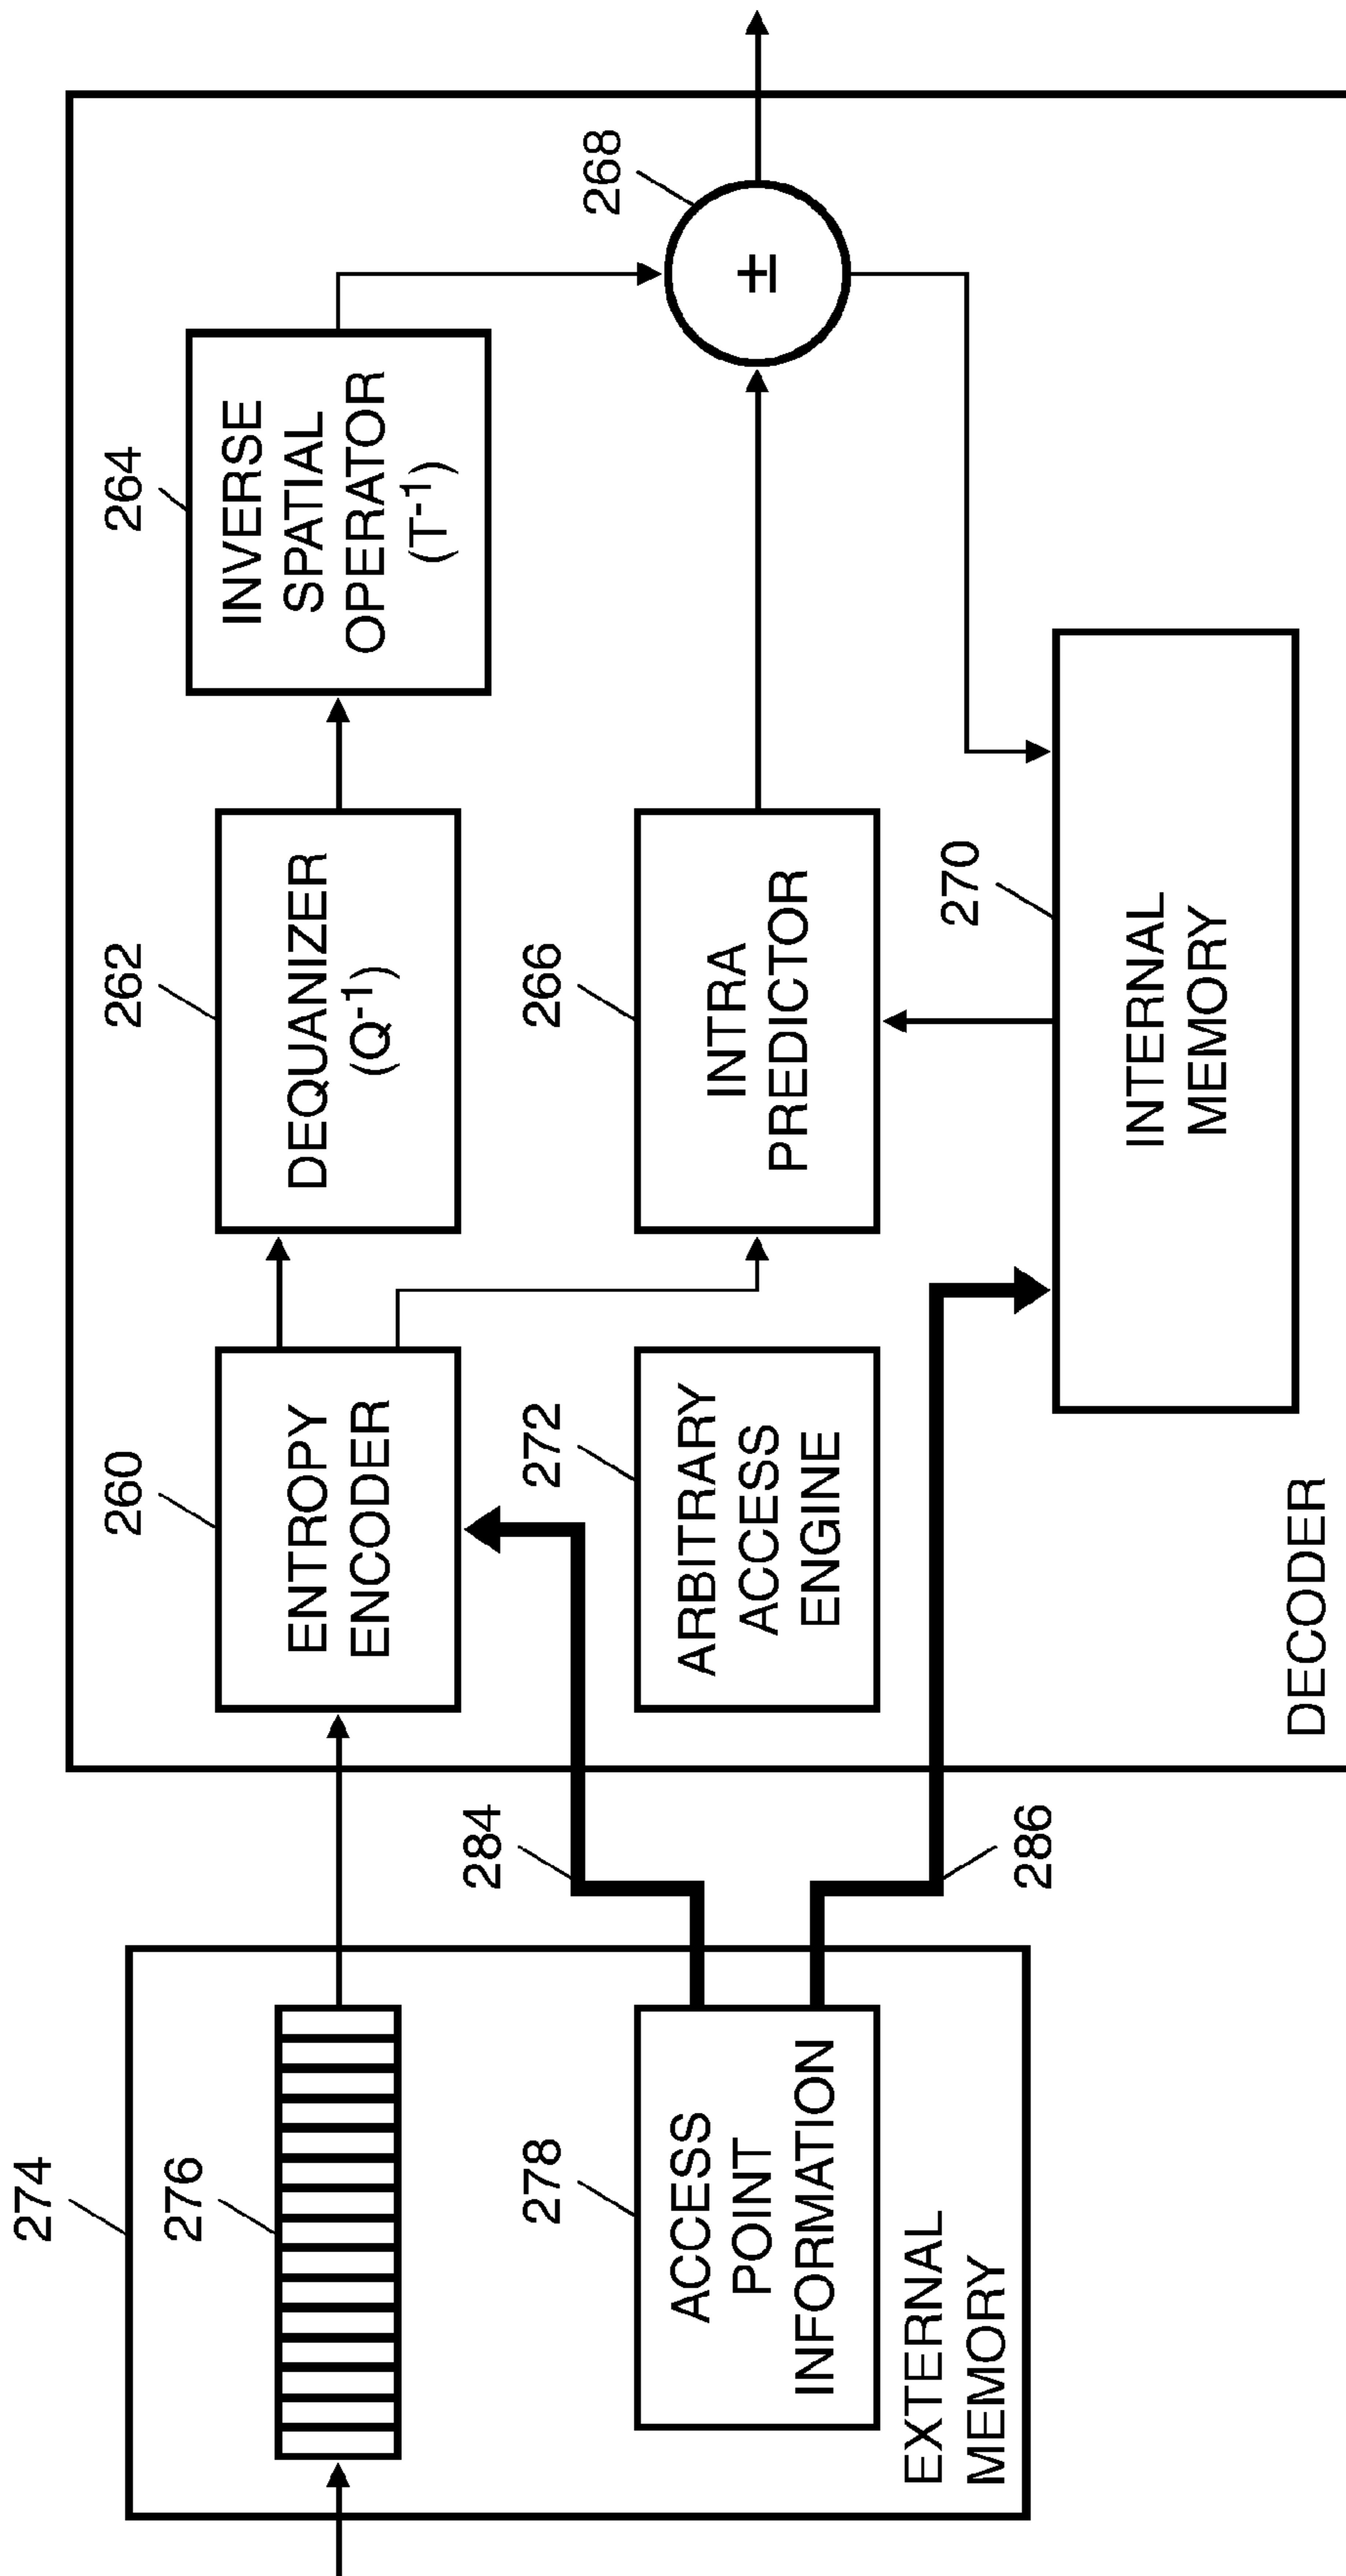 274
276
278
ACCESS
POINT
INFORMATION
EXTERNAL
MEMORY
284
286
260
ENTROPY
ENCODER
262
DEQUANIZER
(Q-1)
264
INVERSE
SPATIAL
OPERATOR
(T-1)
272
ARBITRARY
ACCESS
ENGINE
266
INTRA
PREDICTOR
268
±
270
INTERNAL
MEMORY
DECODER